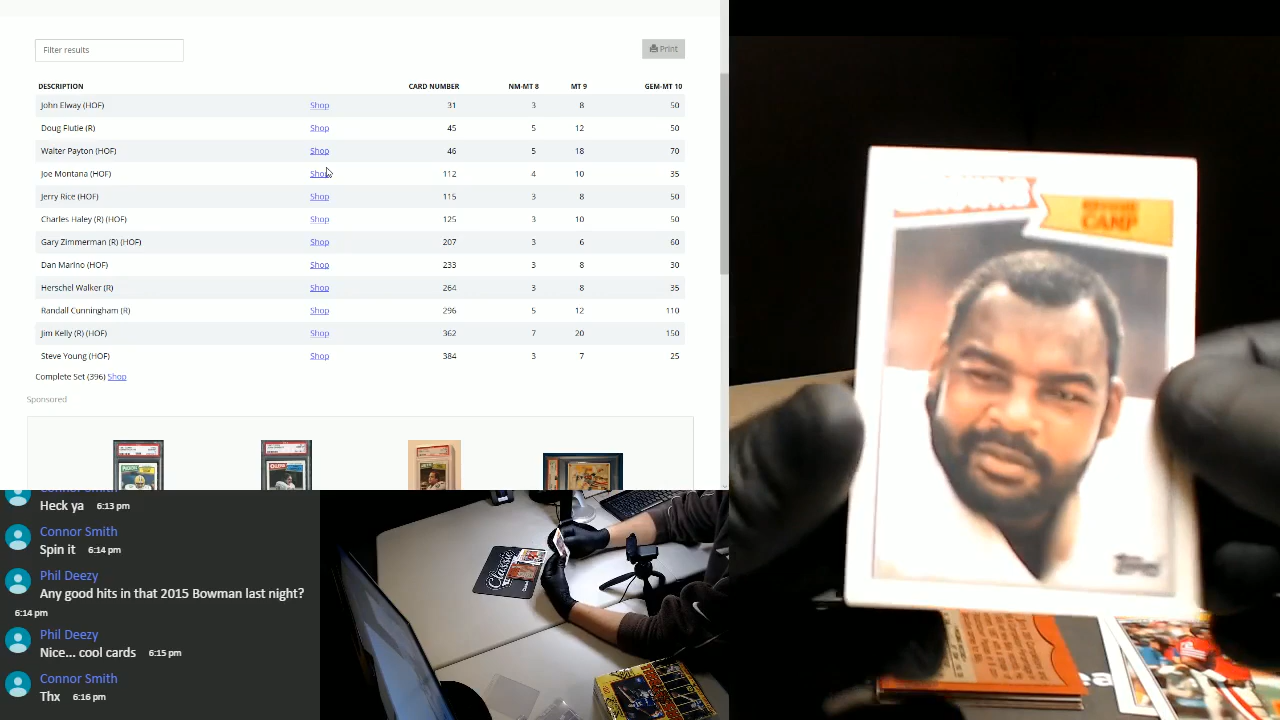 Filter results
Print
DESCRIPTION CARD NUMBER NM-MT 8 MT 9 GEM-MT 10
John Elway (HOF) Shop 31 3 8 50
Doug Flutie (R) Shop 45 5 12 50
Walter Payton (HOF) Shop 46 5 18 70
Joe Montana (HOF) Shop 112 4 10 35
Jerry Rice (HOF) Shop 115 3 8 50
Charles Haley (R) (HOF) Shop 125 3 10 50
Gary Zimmerman (R) (HOF) Shop 207 3 6 60
Dan Marino (HOF) Shop 233 3 8 30
Herschel Walker (R) Shop 264 3 8 35
Randall Cunningham (R) Shop 296 5 12 110
Jim Kelly (R) (HOF) Shop 362 7 20 150
Steve Young (HOF) Shop 384 3 7 25
Complete Set (396) Shop
Sponsored
CAMP
Topps
Connor Smith
Heck ya 6:13 pm
Connor Smith
Spin it 6:14 pm
Phil Deezy
Any good hits in that 2015 Bowman last night?
6:14 pm
Phil Deezy
Nice... cool cards 6:15 pm
Connor Smith
Thx 6:16 pm
Classic